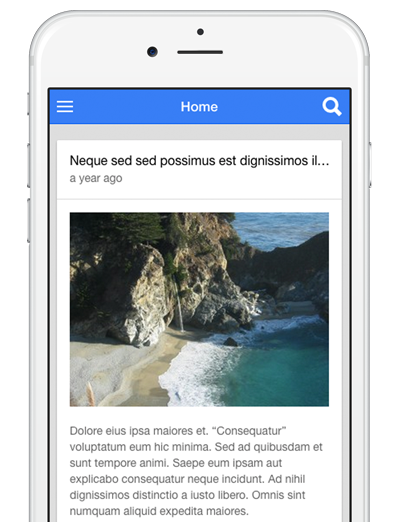 Home
Neque sed sed possimus est dignissimos il...
a year ago
Dolore eius ipsa maiores et. “Consequatur”
voluptatum eum hic minima. Sed ad quibusdam et
sunt tempore animi. Saepe eum ipsam aut
explicabo consequatur neque incidunt. Ad nihil
dignissimos distinctio a iusto libero. Omnis sint
numquam aliquid expedita maiores.